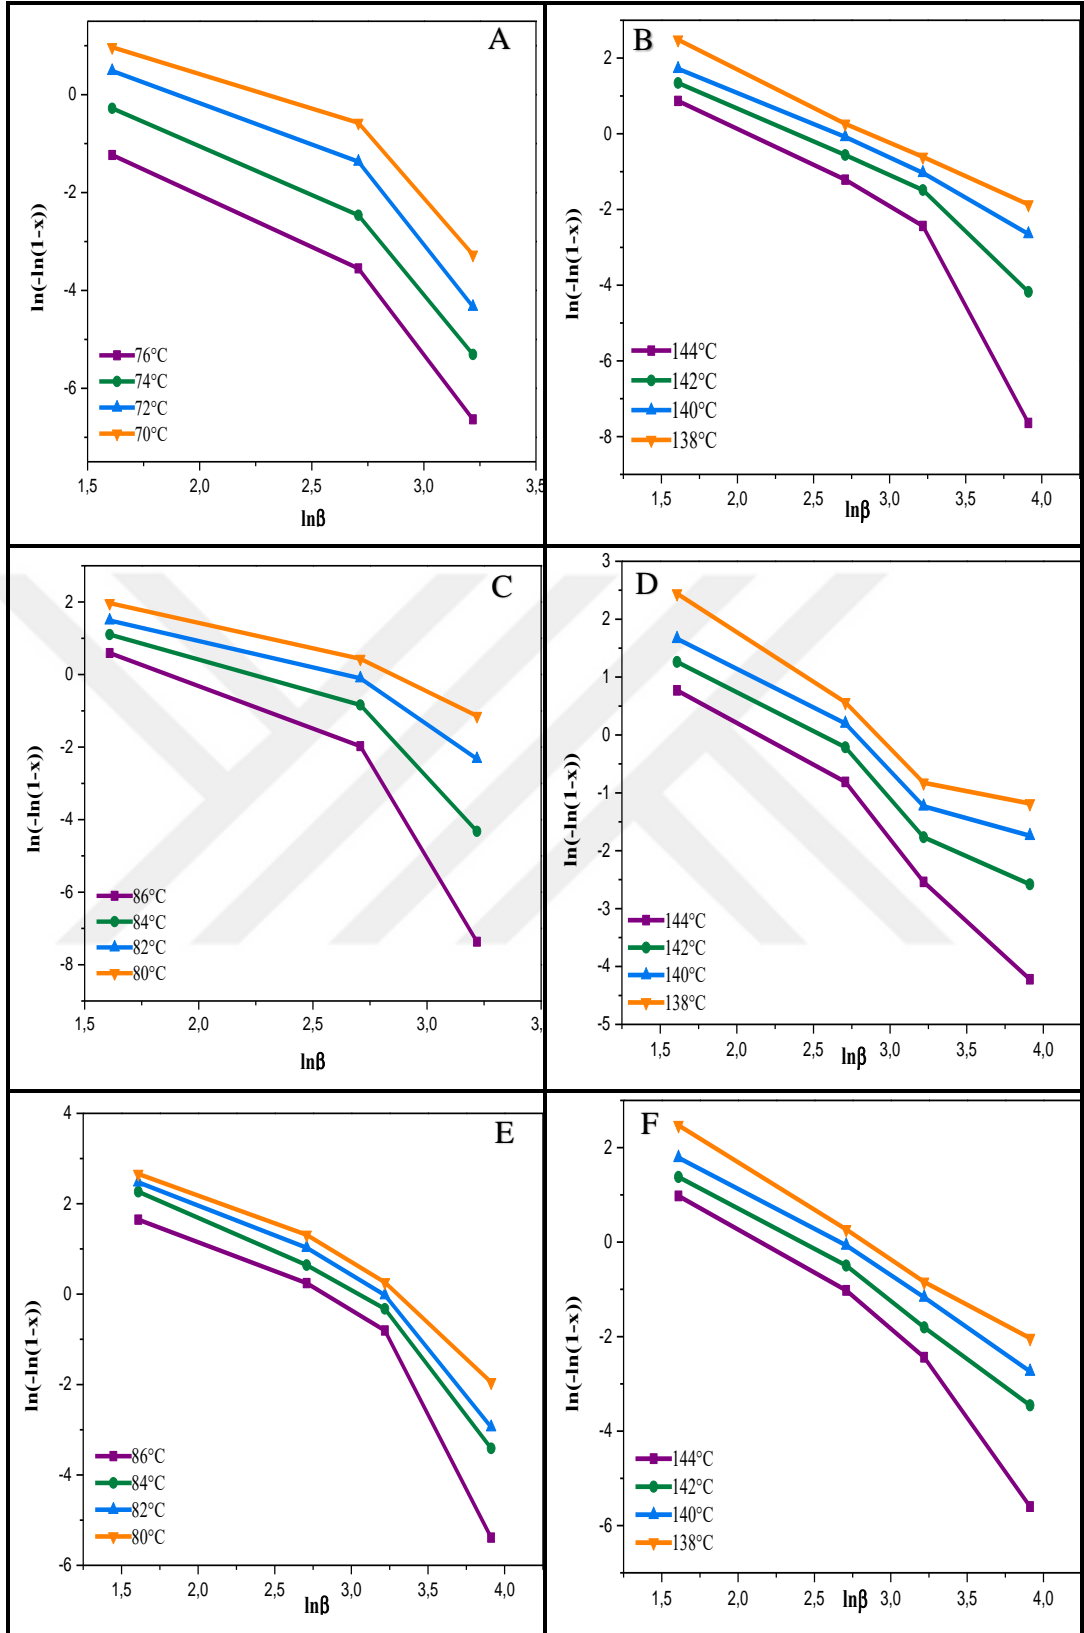 A
ln(-ln(1-x))
0
-2
-4
-6
76°C
74°C
72°C
70°C
1,5 2,0 2,5 3,0 3,5
lnβ
B
ln(-ln(1-x))
2
0
-2
-4
-6
-8
144°C
142°C
140°C
138°C
1,5 2,0 2,5 3,0 3,5 4,0
lnβ
C
ln(-ln(1-x))
2
0
-2
-4
-6
-8
86°C
84°C
82°C
80°C
1,5 2,0 2,5 3,0 3,
lnβ
D
ln(-ln(1-x))
3
2
1
0
-1
-2
-3
-4
-5
144°C
142°C
140°C
138°C
1,5 2,0 2,5 3,0 3,5 4,0
lnβ
E
ln(-ln(1-x))
4
2
0
-2
-4
-6
86°C
84°C
82°C
80°C
1,5 2,0 2,5 3,0 3,5 4,0
lnβ
F
ln(-ln(1-x))
2
0
-2
-4
-6
144°C
142°C
140°C
138°C
1,5 2,0 2,5 3,0 3,5 4,0
lnβ